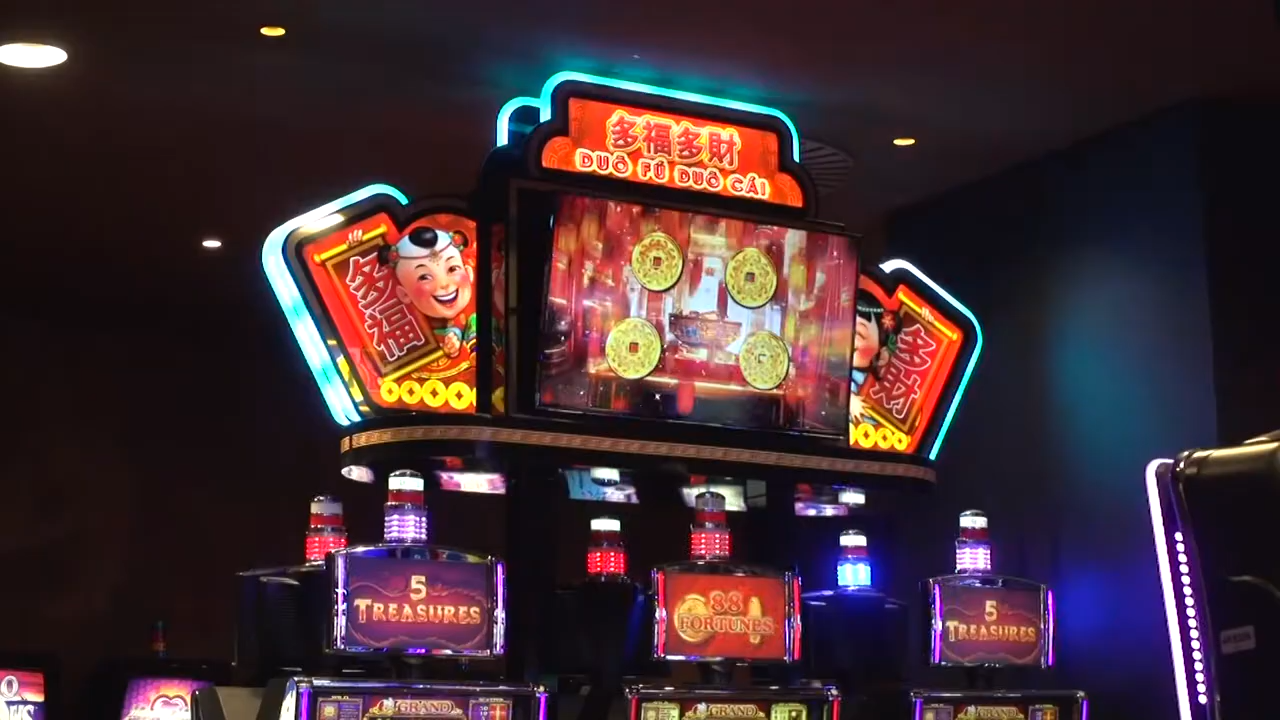 多福多財
DUŌ FÚ DUŌ CÁI
多福
多財
5
TREASURES
88
FORTUNES
5
TREASURES
GRAND
GRAND
GRAND